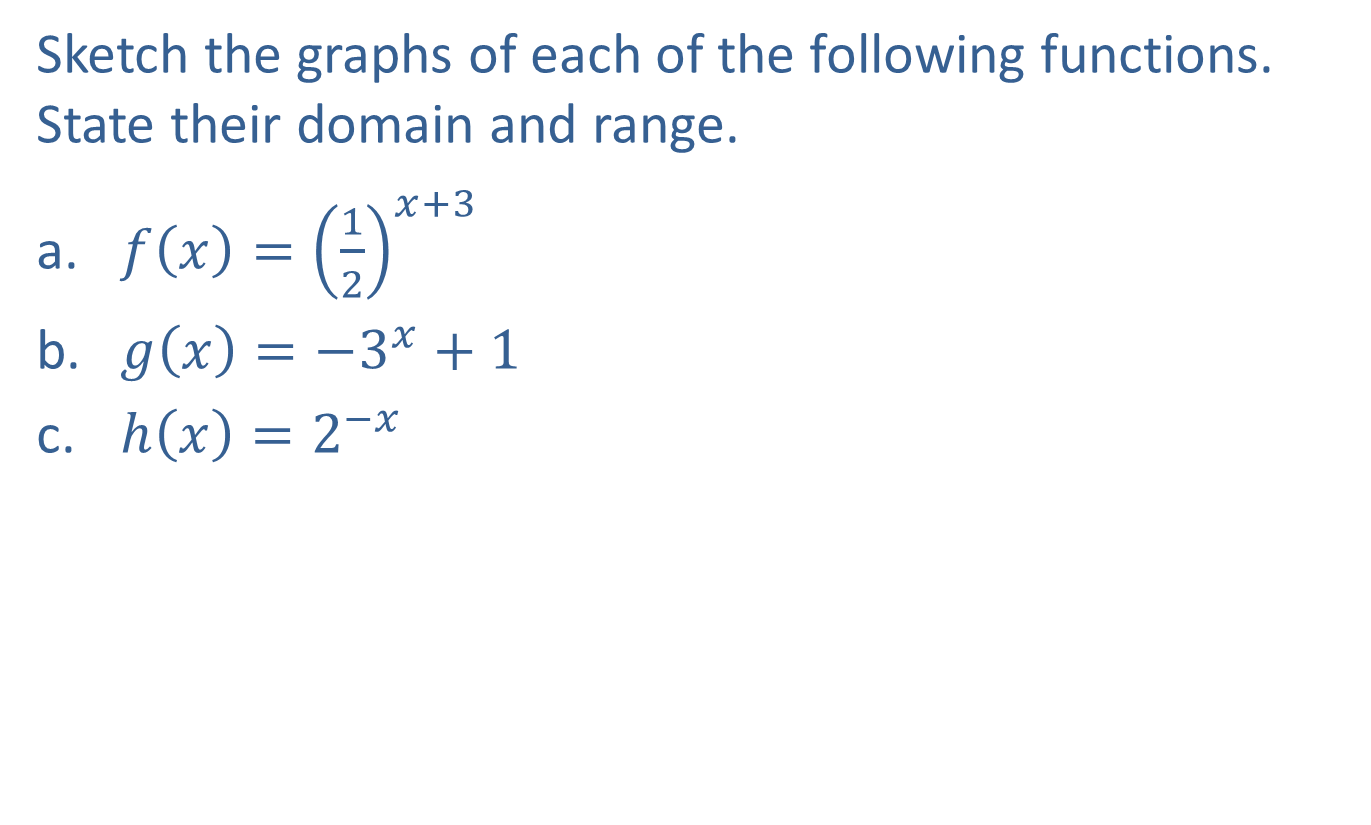 Sketch the graphs of each of the following functions.
State their domain and range.
a. f(x) = (1/2)^{x+3}
b. g(x) = −3^x + 1
c. h(x) = 2^{−x}